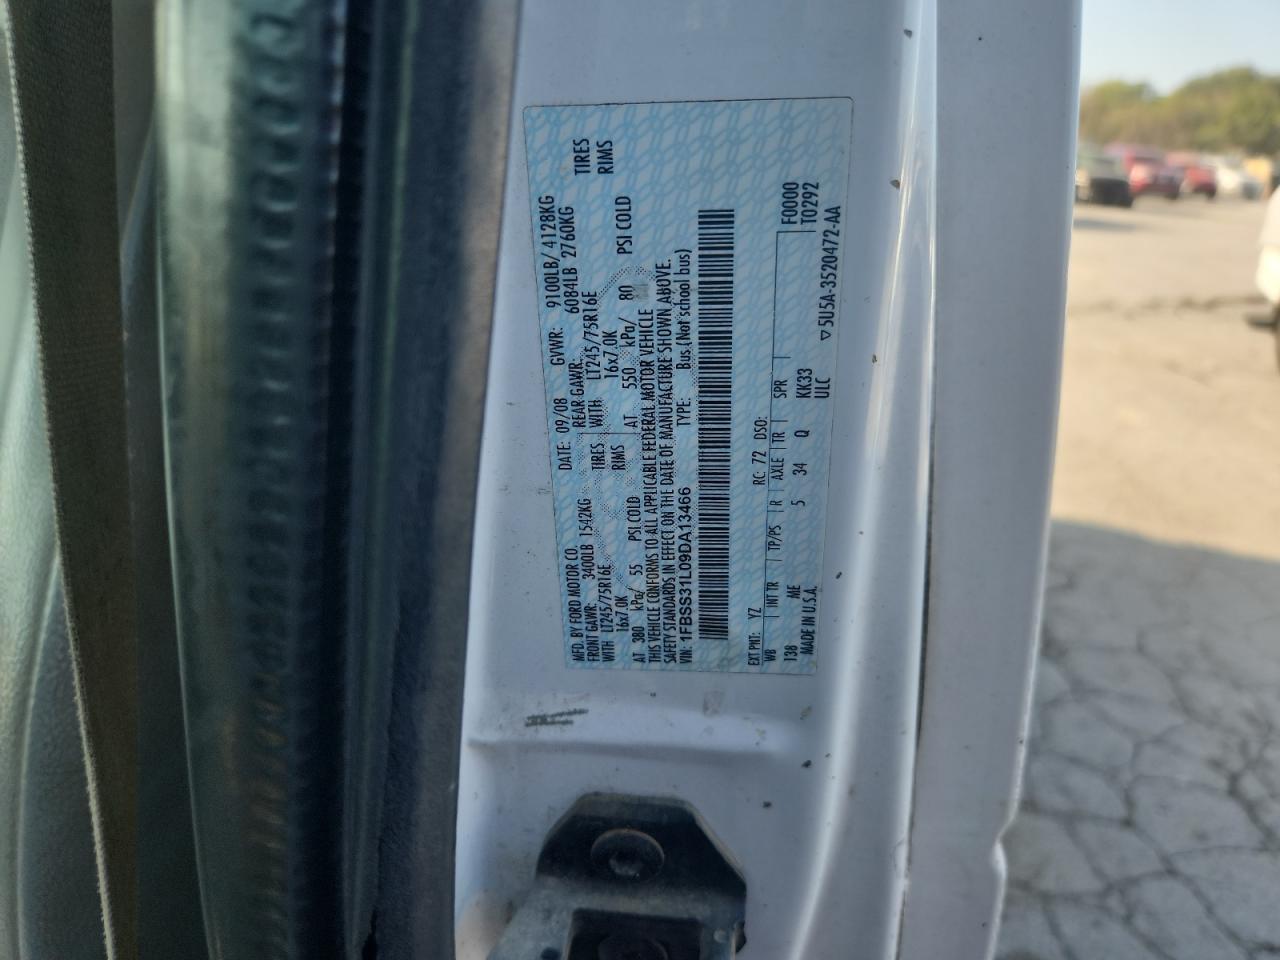 MFD. BY FORD MOTOR CO. DATE: 09/08 GVWR: 9100LB/ 4128KG
FRONT GAWR: 3400LB 1542KG REAR GAWR: 6084LB 2760KG
WITH LT245/75R16E TIRES WITH LT245/75R16E TIRES
16x7.0K RIMS 16x7.0K RIMS
AT 380 kPa/ 55 PSI COLD AT 550 kPa/ 80 PSI COLD
THIS VEHICLE CONFORMS TO ALL APPLICABLE FEDERAL MOTOR VEHICLE
SAFETY STANDARDS IN EFFECT ON THE DATE OF MANUFACTURE SHOWN ABOVE.
VIN: 1FBSS31L09DA13466 TYPE: Bus (Not school bus)
EXT PNT: YZ RC: 72 DSO:
WB INT TR TP/PS R AXLE TR SPR F0000
T0292
138 ME 5 34 Q KK33
MADE IN U.S.A. ULC ▽5U5A-3520472-AA